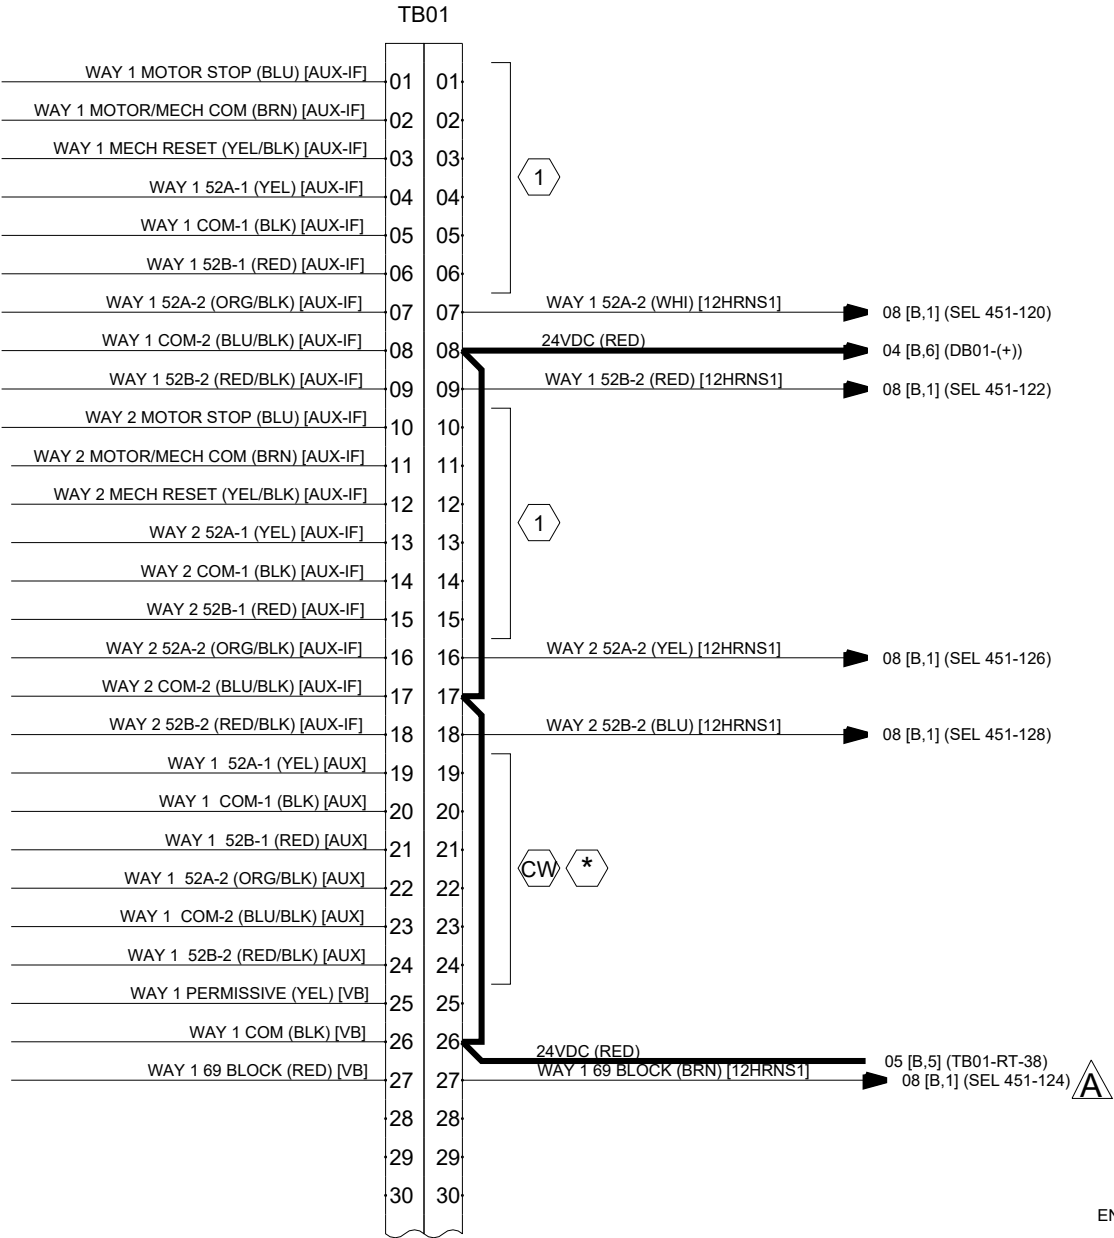 TB01
WAY 1 MOTOR STOP (BLU) [AUX-IF] 01 01
WAY 1 MOTOR/MECH COM (BRN) [AUX-IF] 02 02
WAY 1 MECH RESET (YEL/BLK) [AUX-IF] 03 03
1
WAY 1 52A-1 (YEL) [AUX-IF] 04 04
WAY 1 COM-1 (BLK) [AUX-IF] 05 05
WAY 1 52B-1 (RED) [AUX-IF] 06 06
WAY 1 52A-2 (ORG/BLK) [AUX-IF] 07 07 WAY 1 52A-2 (WHI) [12HRNS1] 08 [B,1] (SEL 451-120)
WAY 1 COM-2 (BLU/BLK) [AUX-IF] 08 08 24VDC (RED) 04 [B,6] (DB01-(+))
WAY 1 52B-2 (RED/BLK) [AUX-IF] 09 09 WAY 1 52B-2 (RED) [12HRNS1] 08 [B,1] (SEL 451-122)
WAY 2 MOTOR STOP (BLU) [AUX-IF] 10 10
WAY 2 MOTOR/MECH COM (BRN) [AUX-IF] 11 11
WAY 2 MECH RESET (YEL/BLK) [AUX-IF] 12 12
1
WAY 2 52A-1 (YEL) [AUX-IF] 13 13
WAY 2 COM-1 (BLK) [AUX-IF] 14 14
WAY 2 52B-1 (RED) [AUX-IF] 15 15
WAY 2 52A-2 (ORG/BLK) [AUX-IF] 16 16 WAY 2 52A-2 (YEL) [12HRNS1] 08 [B,1] (SEL 451-126)
WAY 2 COM-2 (BLU/BLK) [AUX-IF] 17 17
WAY 2 52B-2 (RED/BLK) [AUX-IF] 18 18 WAY 2 52B-2 (BLU) [12HRNS1] 08 [B,1] (SEL 451-128)
WAY 1 52A-1 (YEL) [AUX] 19 19
WAY 1 COM-1 (BLK) [AUX] 20 20
WAY 1 52B-1 (RED) [AUX] 21 21
CW *
WAY 1 52A-2 (ORG/BLK) [AUX] 22 22
WAY 1 COM-2 (BLU/BLK) [AUX] 23 23
WAY 1 52B-2 (RED/BLK) [AUX] 24 24
WAY 1 PERMISSIVE (YEL) [VB] 25 25
WAY 1 COM (BLK) [VB] 26 26
24VDC (RED) 05 [B,5] (TB01-RT-38)
WAY 1 69 BLOCK (RED) [VB] 27 27 WAY 1 69 BLOCK (BRN) [12HRNS1] 08 [B,1] (SEL 451-124) A
28 28
29 29
30 30
EN